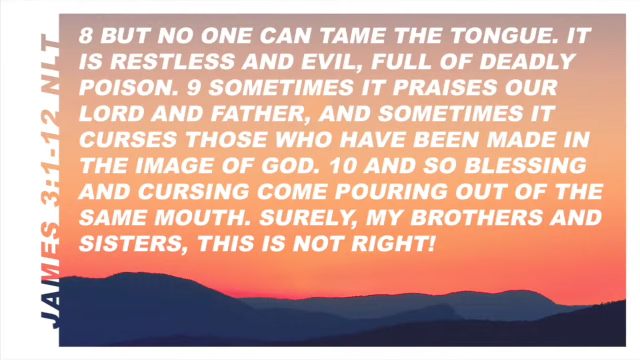 JAMES 3:1-12 NLT
8 BUT NO ONE CAN TAME THE TONGUE. IT
IS RESTLESS AND EVIL, FULL OF DEADLY
POISON. 9 SOMETIMES IT PRAISES OUR
LORD AND FATHER, AND SOMETIMES IT
CURSES THOSE WHO HAVE BEEN MADE IN
THE IMAGE OF GOD. 10 AND SO BLESSING
AND CURSING COME POURING OUT OF THE
SAME MOUTH. SURELY, MY BROTHERS AND
SISTERS, THIS IS NOT RIGHT!